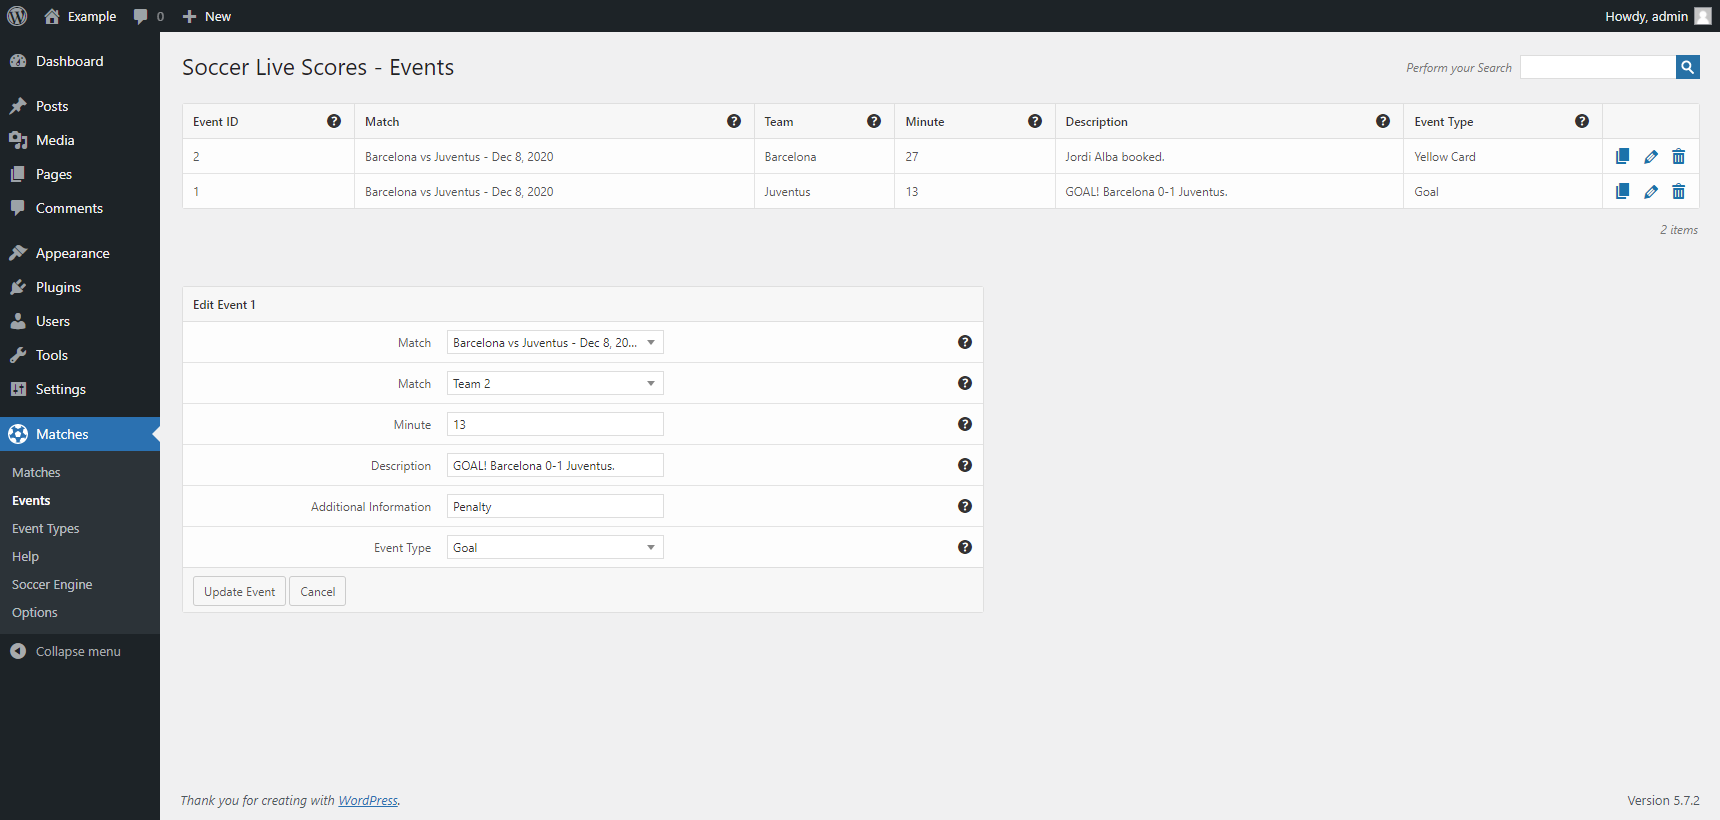 Example 0 New Howdy, admin
Dashboard
Posts
Media
Pages
Comments
Appearance
Plugins
Users
Tools
Settings
Matches
Matches
Events
Event Types
Help
Soccer Engine
Options
Collapse menu
Soccer Live Scores - Events
Perform your Search
Event ID Match Team Minute Description Event Type
2 Barcelona vs Juventus - Dec 8, 2020 Barcelona 27 Jordi Alba booked. Yellow Card
1 Barcelona vs Juventus - Dec 8, 2020 Juventus 13 GOAL! Barcelona 0-1 Juventus. Goal
2 items
Edit Event 1
Match Barcelona vs Juventus - Dec 8, 20...
Match Team 2
Minute 13
Description GOAL! Barcelona 0-1 Juventus.
Additional Information Penalty
Event Type Goal
Update Event Cancel
Thank you for creating with WordPress. Version 5.7.2